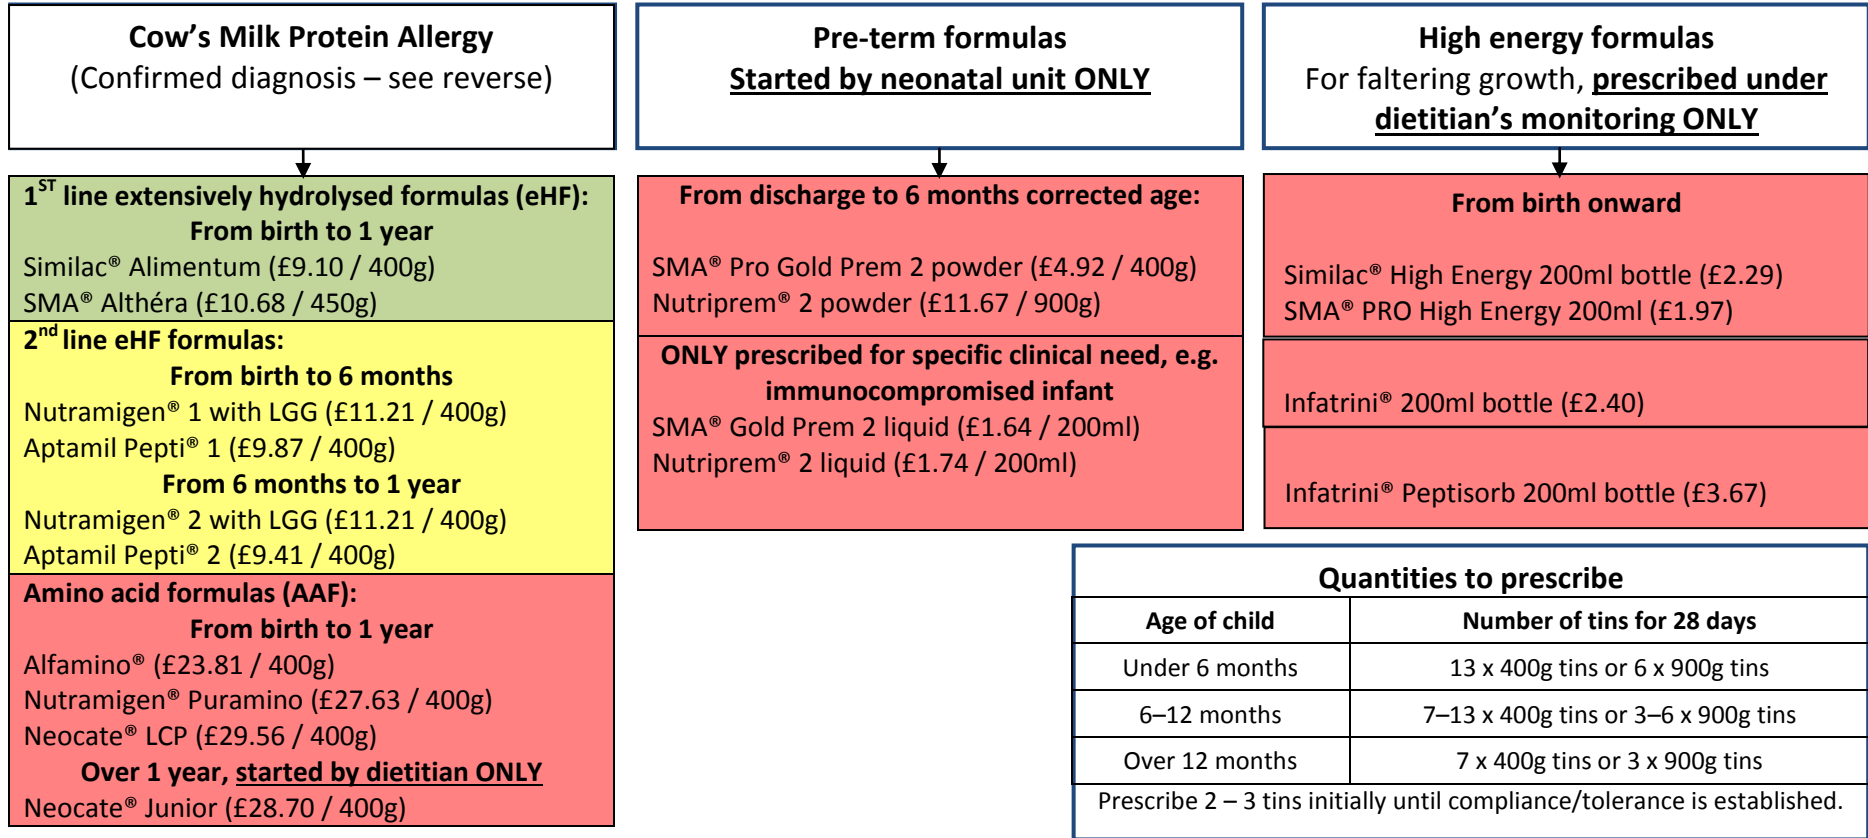 Cow's Milk Protein Allergy
(Confirmed diagnosis – see reverse)
1ST line extensively hydrolysed formulas (eHF):
From birth to 1 year
Similac® Alimentum (£9.10 / 400g)
SMA® Althéra (£10.68 / 450g)
2nd line eHF formulas:
From birth to 6 months
Nutramigen® 1 with LGG (£11.21 / 400g)
Aptamil Pepti® 1 (£9.87 / 400g)
From 6 months to 1 year
Nutramigen® 2 with LGG (£11.21 / 400g)
Aptamil Pepti® 2 (£9.41 / 400g)
Amino acid formulas (AAF):
From birth to 1 year
Alfamino® (£23.81 / 400g)
Nutramigen® Puramino (£27.63 / 400g)
Neocate® LCP (£29.56 / 400g)
Over 1 year, started by dietitian ONLY
Neocate® Junior (£28.70 / 400g)
Pre-term formulas
Started by neonatal unit ONLY
From discharge to 6 months corrected age:
SMA® Pro Gold Prem 2 powder (£4.92 / 400g)
Nutriprem® 2 powder (£11.67 / 900g)
ONLY prescribed for specific clinical need, e.g.
immunocompromised infant
SMA® Gold Prem 2 liquid (£1.64 / 200ml)
Nutriprem® 2 liquid (£1.74 / 200ml)
High energy formulas
For faltering growth, prescribed under
dietitian's monitoring ONLY
From birth onward
Similac® High Energy 200ml bottle (£2.29)
SMA® PRO High Energy 200ml (£1.97)
Infatrini® 200ml bottle (£2.40)
Infatrini® Peptisorb 200ml bottle (£3.67)
Quantities to prescribe
Age of child Number of tins for 28 days
Under 6 months 13 x 400g tins or 6 x 900g tins
6–12 months 7–13 x 400g tins or 3–6 x 900g tins
Over 12 months 7 x 400g tins or 3 x 900g tins
Prescribe 2 – 3 tins initially until compliance/tolerance is established.